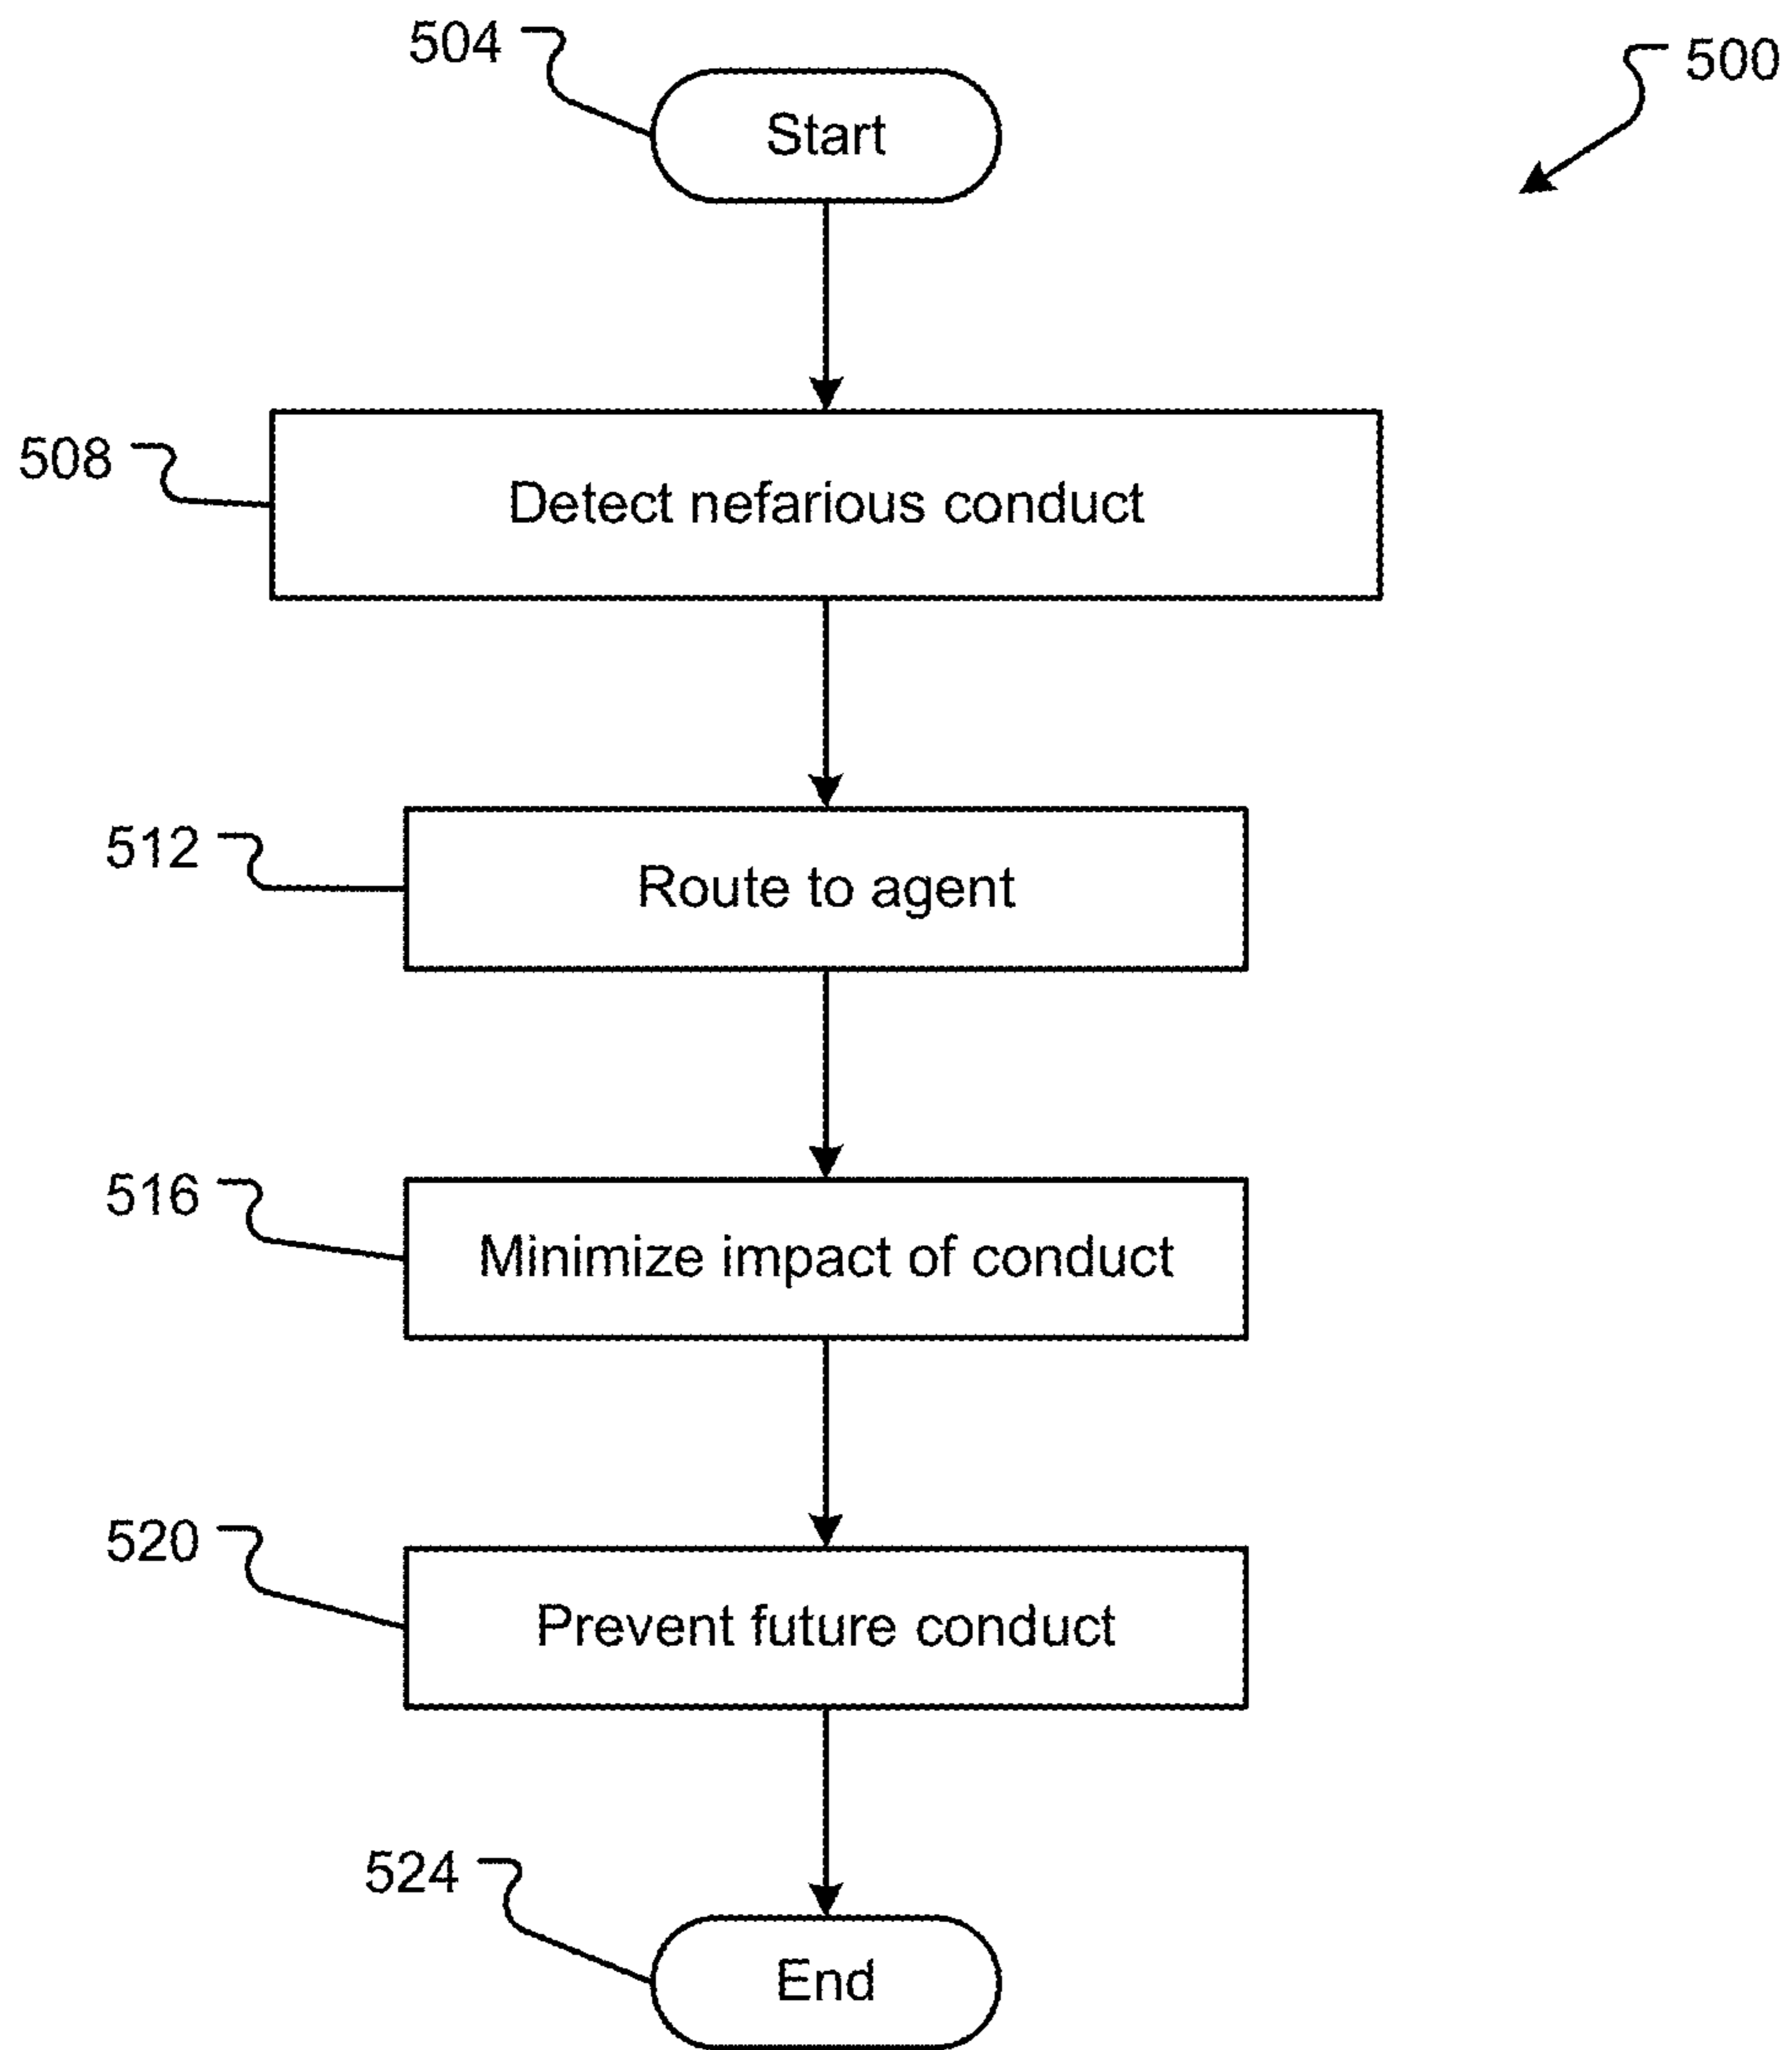 504
Start
500
508
Detect nefarious conduct
512
Route to agent
516
Minimize impact of conduct
520
Prevent future conduct
524
End